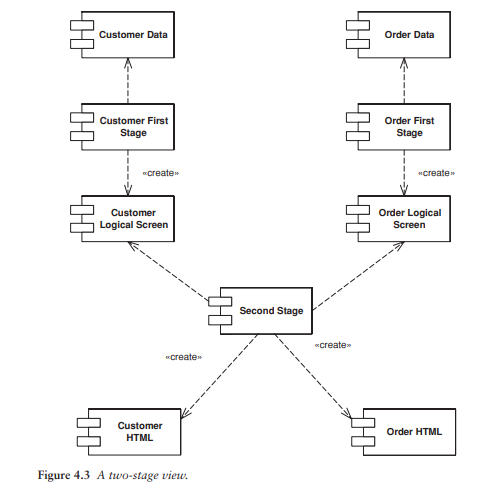 Customer Data
Order Data
Customer First
Stage
Order First
Stage
«create»
«create»
Customer
Logical Screen
Order Logical
Screen
Second Stage
«create»
«create»
Customer
HTML
Order HTML
Figure 4.3 A two-stage view.